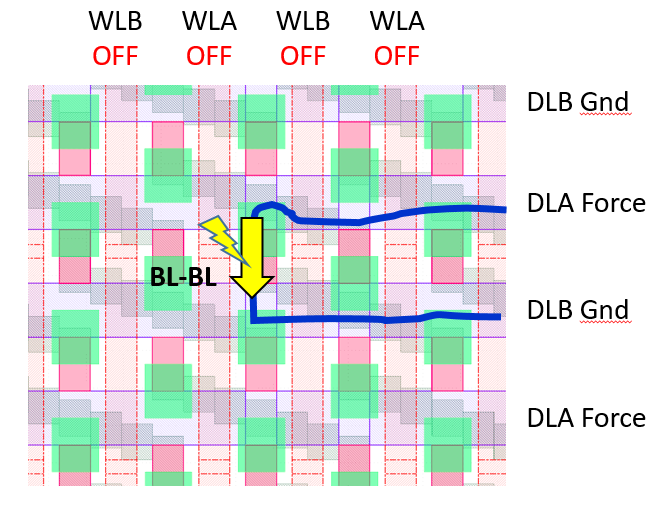 WLB WLA WLB WLA
OFF OFF OFF OFF
DLB Gnd
DLA Force
BL-BL
DLB Gnd
DLA Force